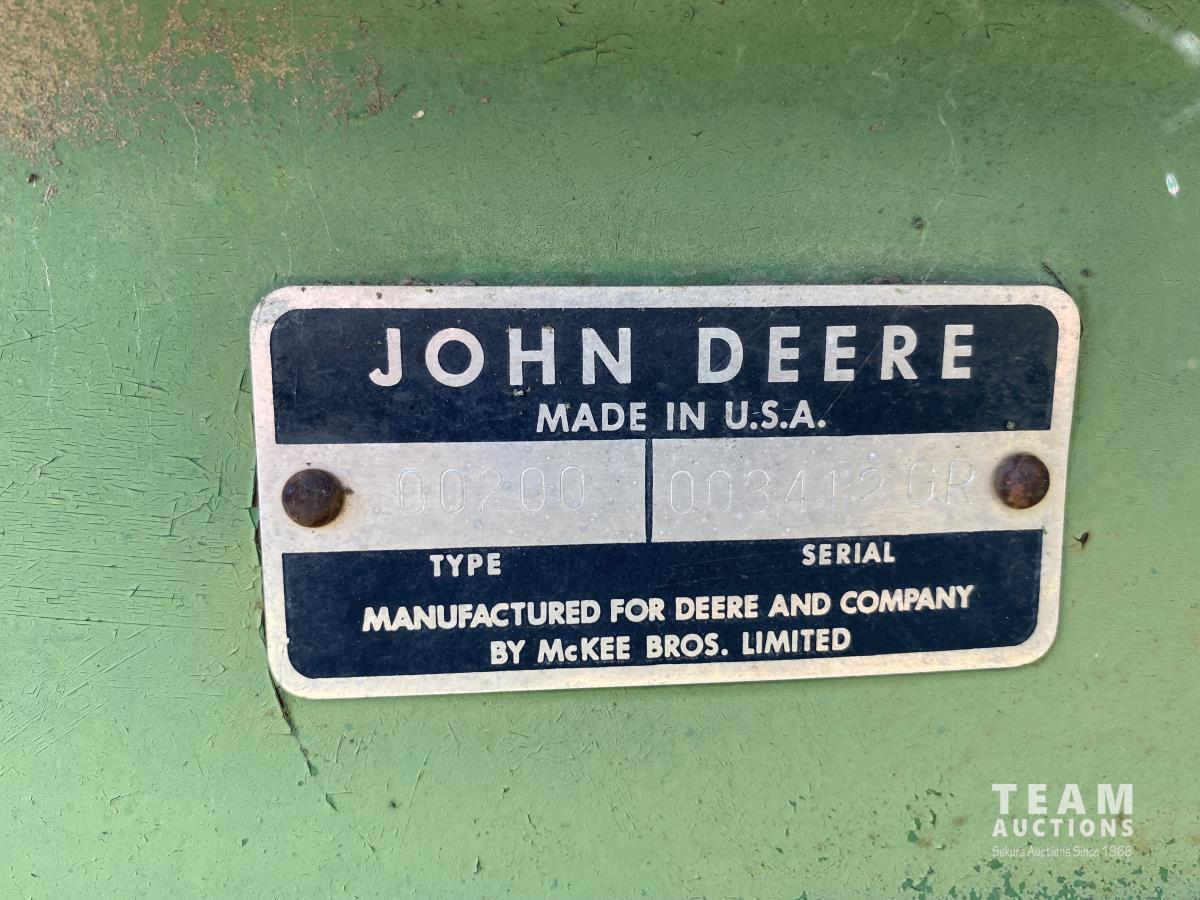 JOHN DEERE
MADE IN U.S.A.
00200 003412 GR
TYPE SERIAL
MANUFACTURED FOR DEERE AND COMPANY
BY McKEE BROS. LIMITED
TEAM
AUCTIONS
Sekura Auctions Since 1966